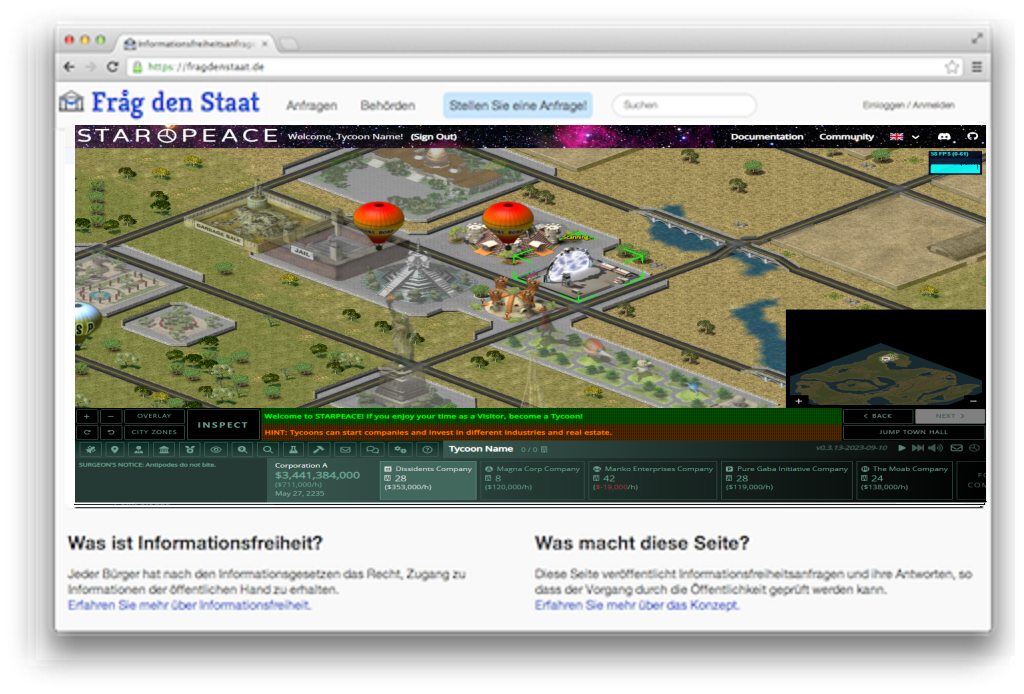 Informationsfreiheitsanfrag
https://fragdenstaat.de
Fråg den Staat
Anfragen
Behörden
Stellen Sie eine Anfrage!
Suchen
Einloggen / Anmelden
STARPEACE
Welcome, Tycoon Name! (Sign Out)
Documentation
Community
58 FPS (0-61)
GARBAGE SALE
JAIL
Scanning
S P
+
−
WELCOME to STARPEACE! If you enjoy your time as a Visitor, become a Tycoon!
HINT: Tycoons can start companies and invest in different industries and real estate.
+
−
OVERLAY
CITY ZONES
INSPECT
< BACK
NEXT >
JUMP TOWN HALL
Tycoon Name 0 / 0
v0.3.13-2023-09-10
SURGEON'S NOTICE: Antipodes do not bite.
Corporation A
$3,441,384,000
($711,000/h)
May 27, 2235
Dissidents Company
28
($353,000/h)
Magna Corp Company
8
($120,000/h)
Mariko Enterprises Company
42
($-19,000/h)
Pure Gaba Initiative Company
28
($119,000/h)
The Moab Company
24
($138,000/h)
Was ist Informationsfreiheit?
Jeder Bürger hat nach den Informationsgesetzen das Recht, Zugang zu
Informationen der öffentlichen Hand zu erhalten.
Erfahren Sie mehr über Informationsfreiheit.
Was macht diese Seite?
Diese Seite veröffentlicht Informationsfreiheitsanfragen und ihre Antworten, so
dass der Vorgang durch die Öffentlichkeit geprüft werden kann.
Erfahren Sie mehr über das Konzept.